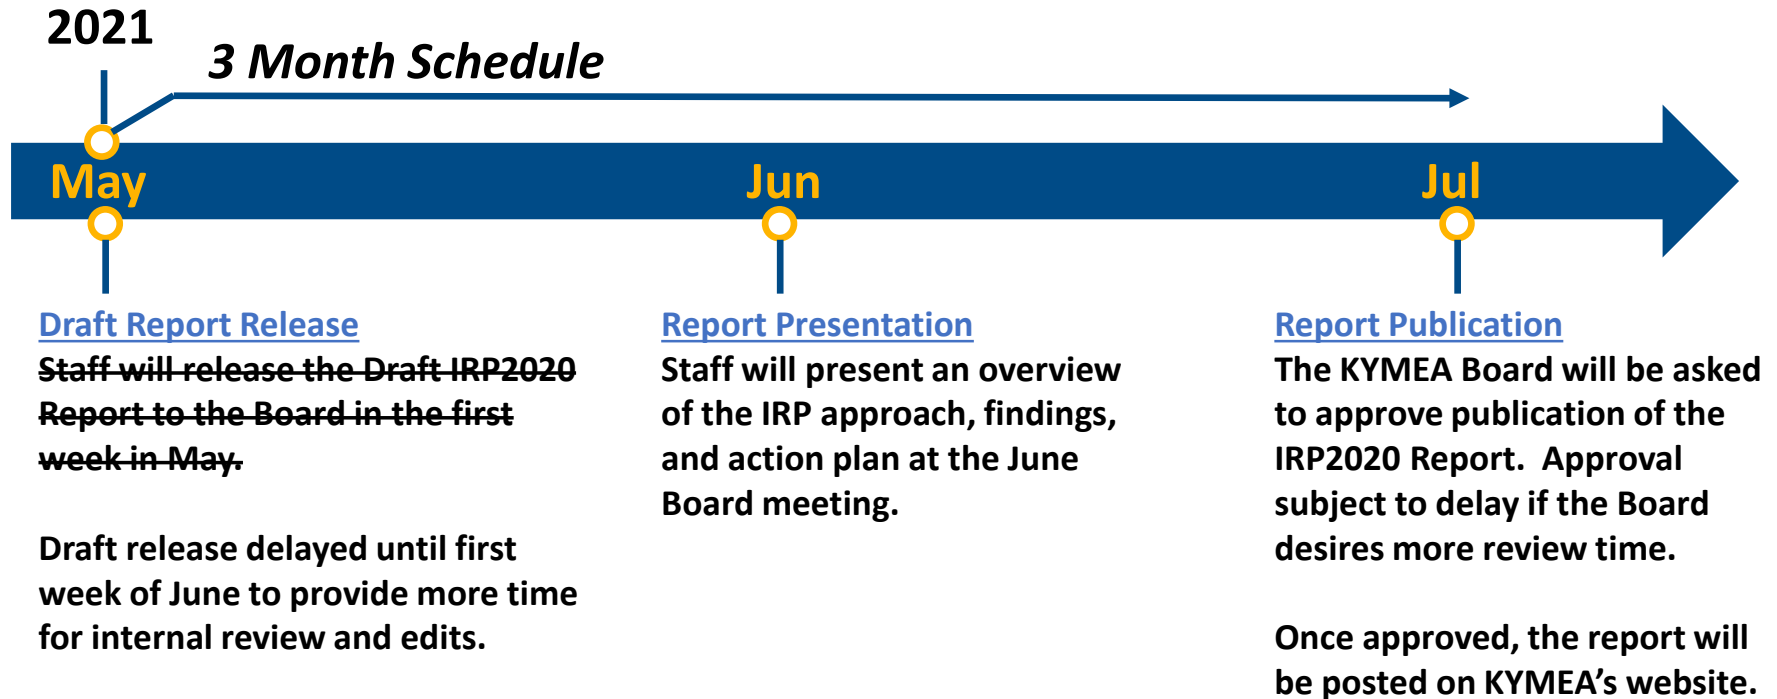 2021
3 Month Schedule
May
Jun
Jul
Draft Report Release
Staff will release the Draft IRP2020
Report to the Board in the first
week in May.
Draft release delayed until first
week of June to provide more time
for internal review and edits.
Report Presentation
Staff will present an overview
of the IRP approach, findings,
and action plan at the June
Board meeting.
Report Publication
The KYMEA Board will be asked
to approve publication of the
IRP2020 Report.  Approval
subject to delay if the Board
desires more review time.
Once approved, the report will
be posted on KYMEA’s website.